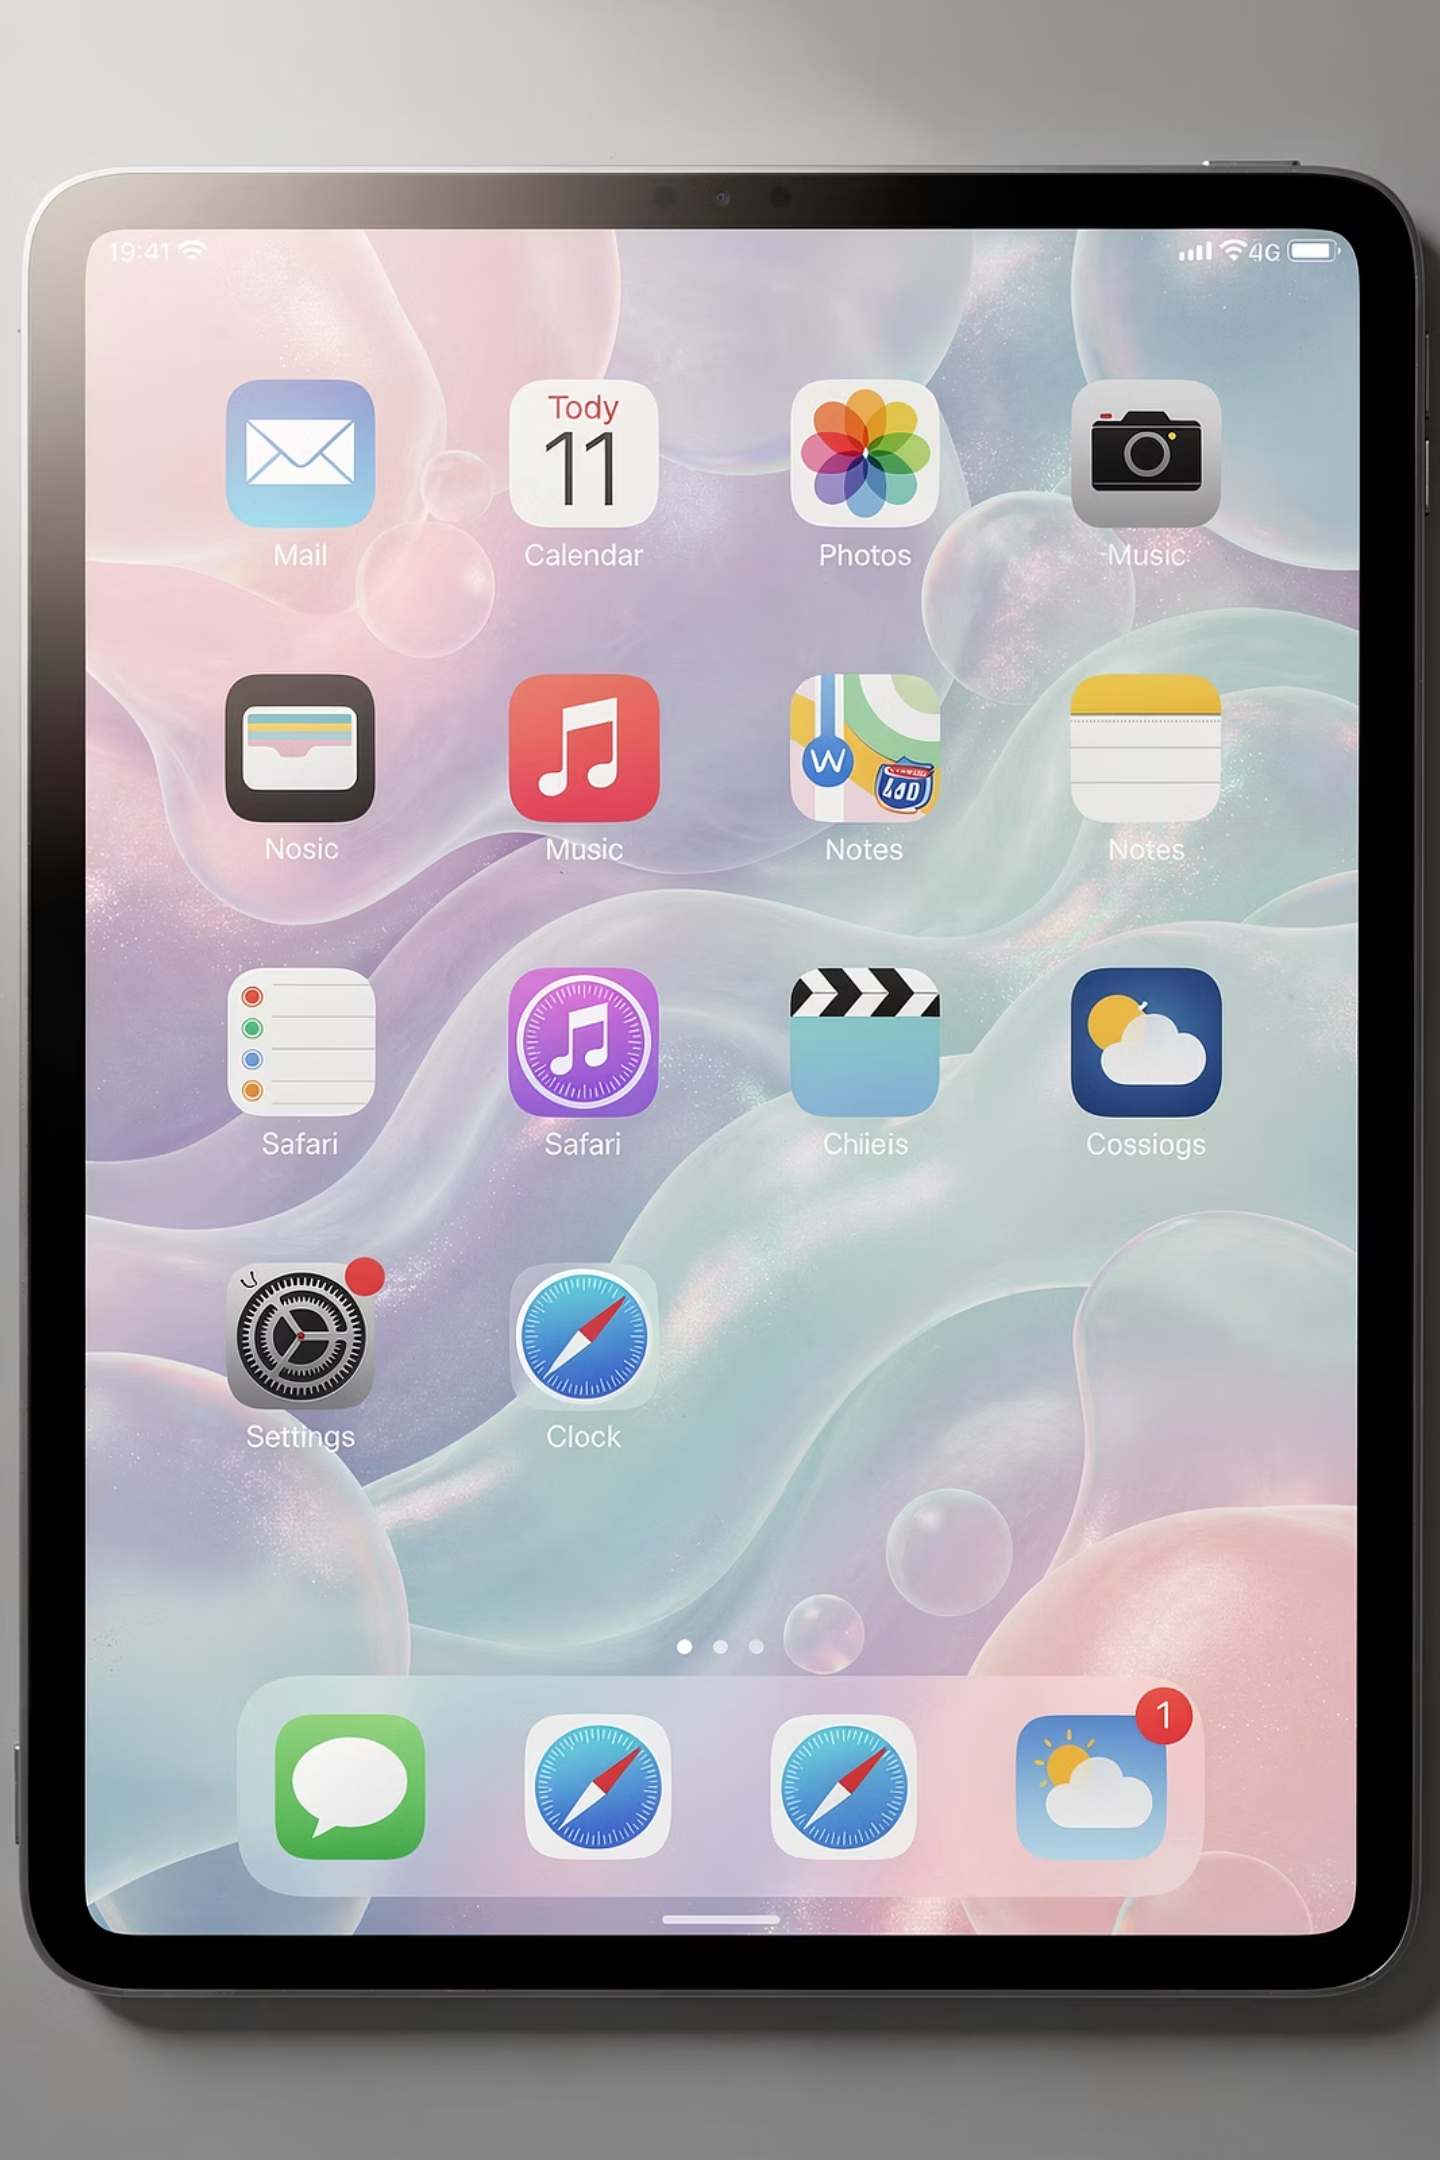 19:41
4G
Tody
11
Mail
Calendar
Photos
Music
W
Nosic
Music
Notes
Notes
Safari
Safari
Chiieis
Cossiogs
Settings
Clock
1